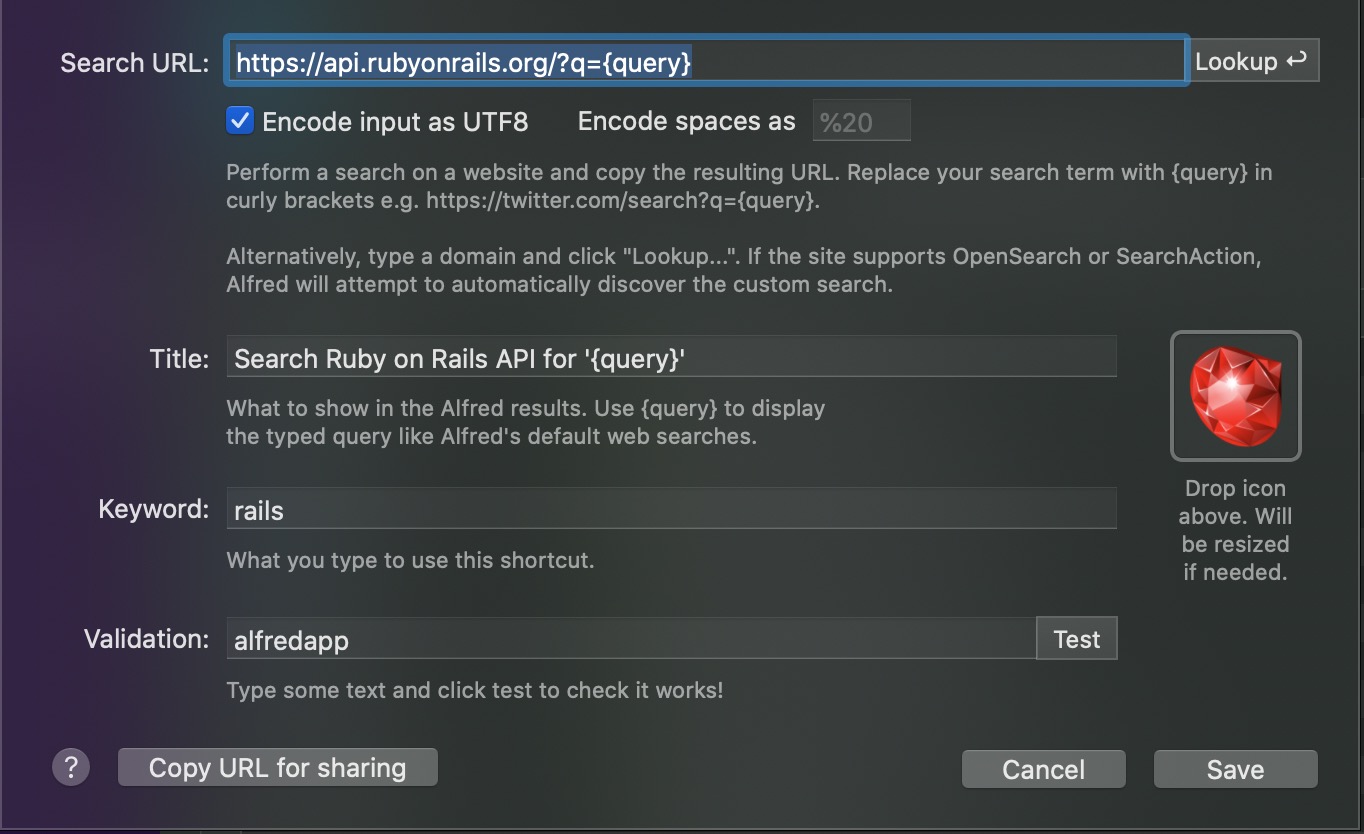 Search URL: https://api.rubyonrails.org/?q={query} Lookup ↩
Encode input as UTF8 Encode spaces as %20
Perform a search on a website and copy the resulting URL. Replace your search term with {query} in
curly brackets e.g. https://twitter.com/search?q={query}.
Alternatively, type a domain and click "Lookup...". If the site supports OpenSearch or SearchAction,
Alfred will attempt to automatically discover the custom search.
Title: Search Ruby on Rails API for '{query}'
What to show in the Alfred results. Use {query} to display
the typed query like Alfred's default web searches.
Keyword: rails
What you type to use this shortcut.
Drop icon
above. Will
be resized
if needed.
Validation: alfredapp Test
Type some text and click test to check it works!
? Copy URL for sharing Cancel Save